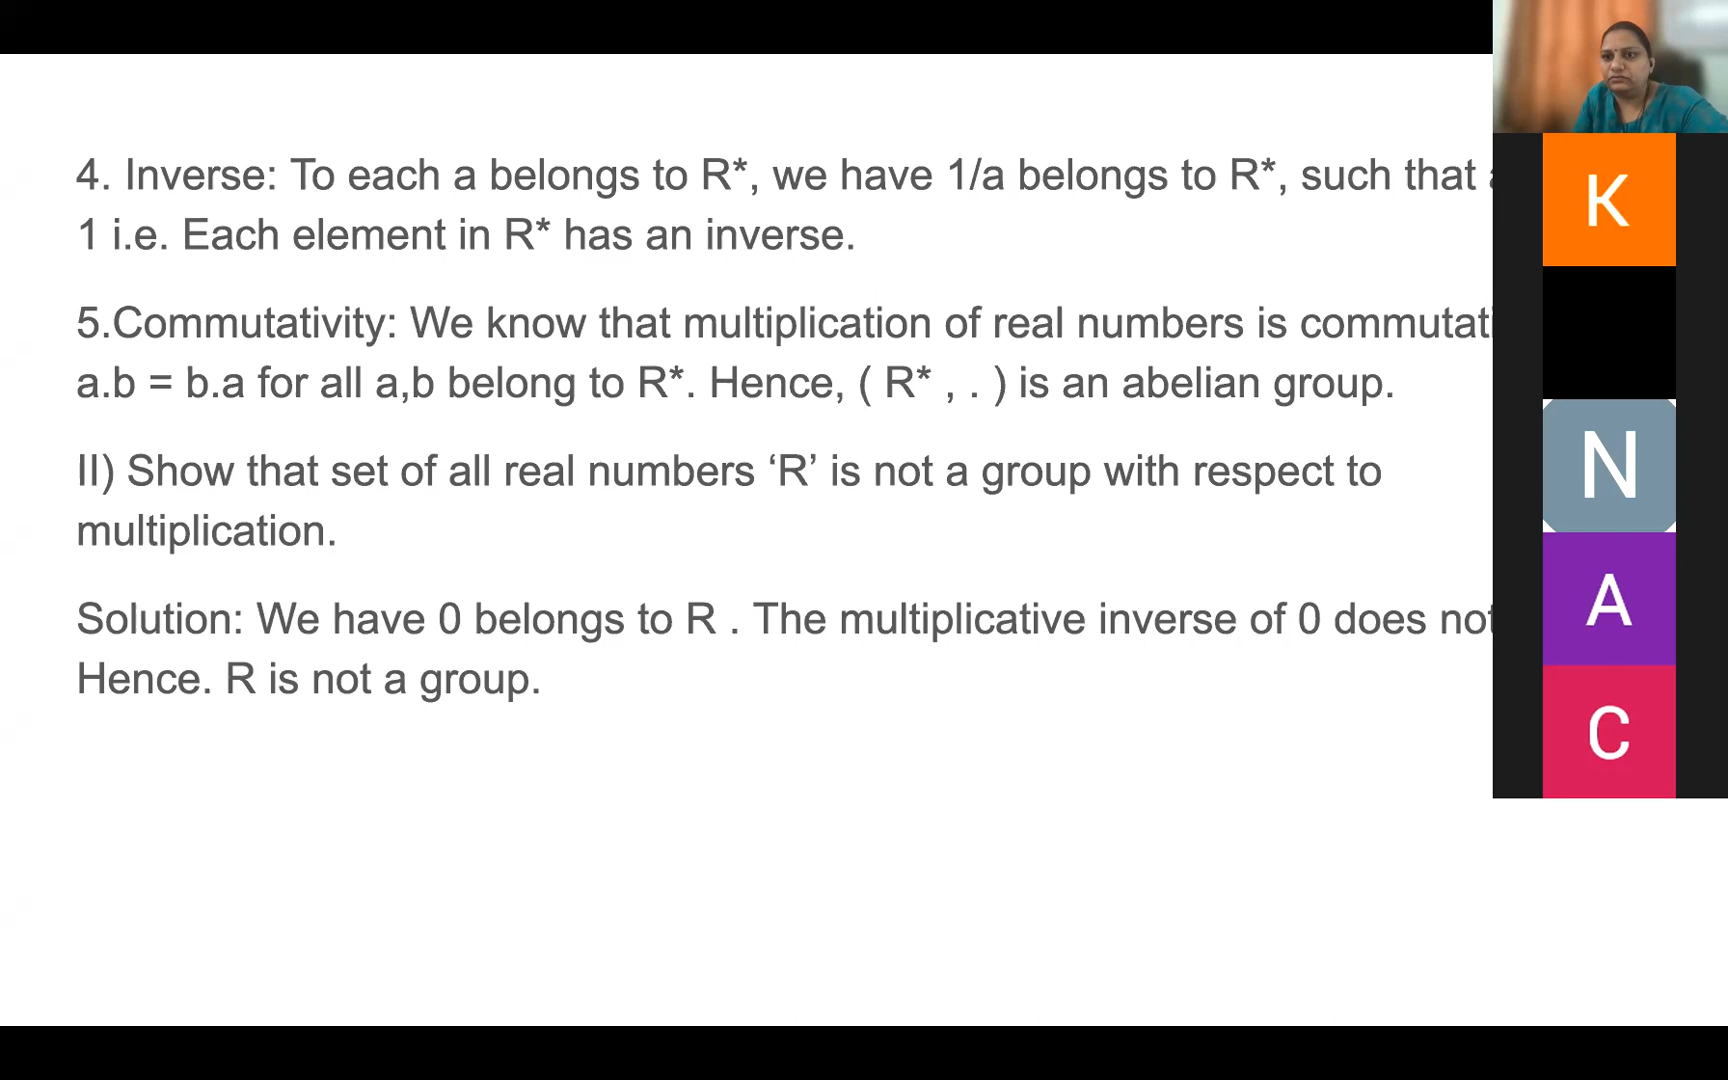 4. Inverse: To each a belongs to R*, we have 1/a belongs to R*, such that
1 i.e. Each element in R* has an inverse.
5.Commutativity: We know that multiplication of real numbers is commutati
a.b = b.a for all a,b belong to R*. Hence, ( R* , . ) is an abelian group.
II) Show that set of all real numbers ‘R’ is not a group with respect to
multiplication.
Solution: We have 0 belongs to R . The multiplicative inverse of 0 does not
Hence. R is not a group.
K
N
A
C